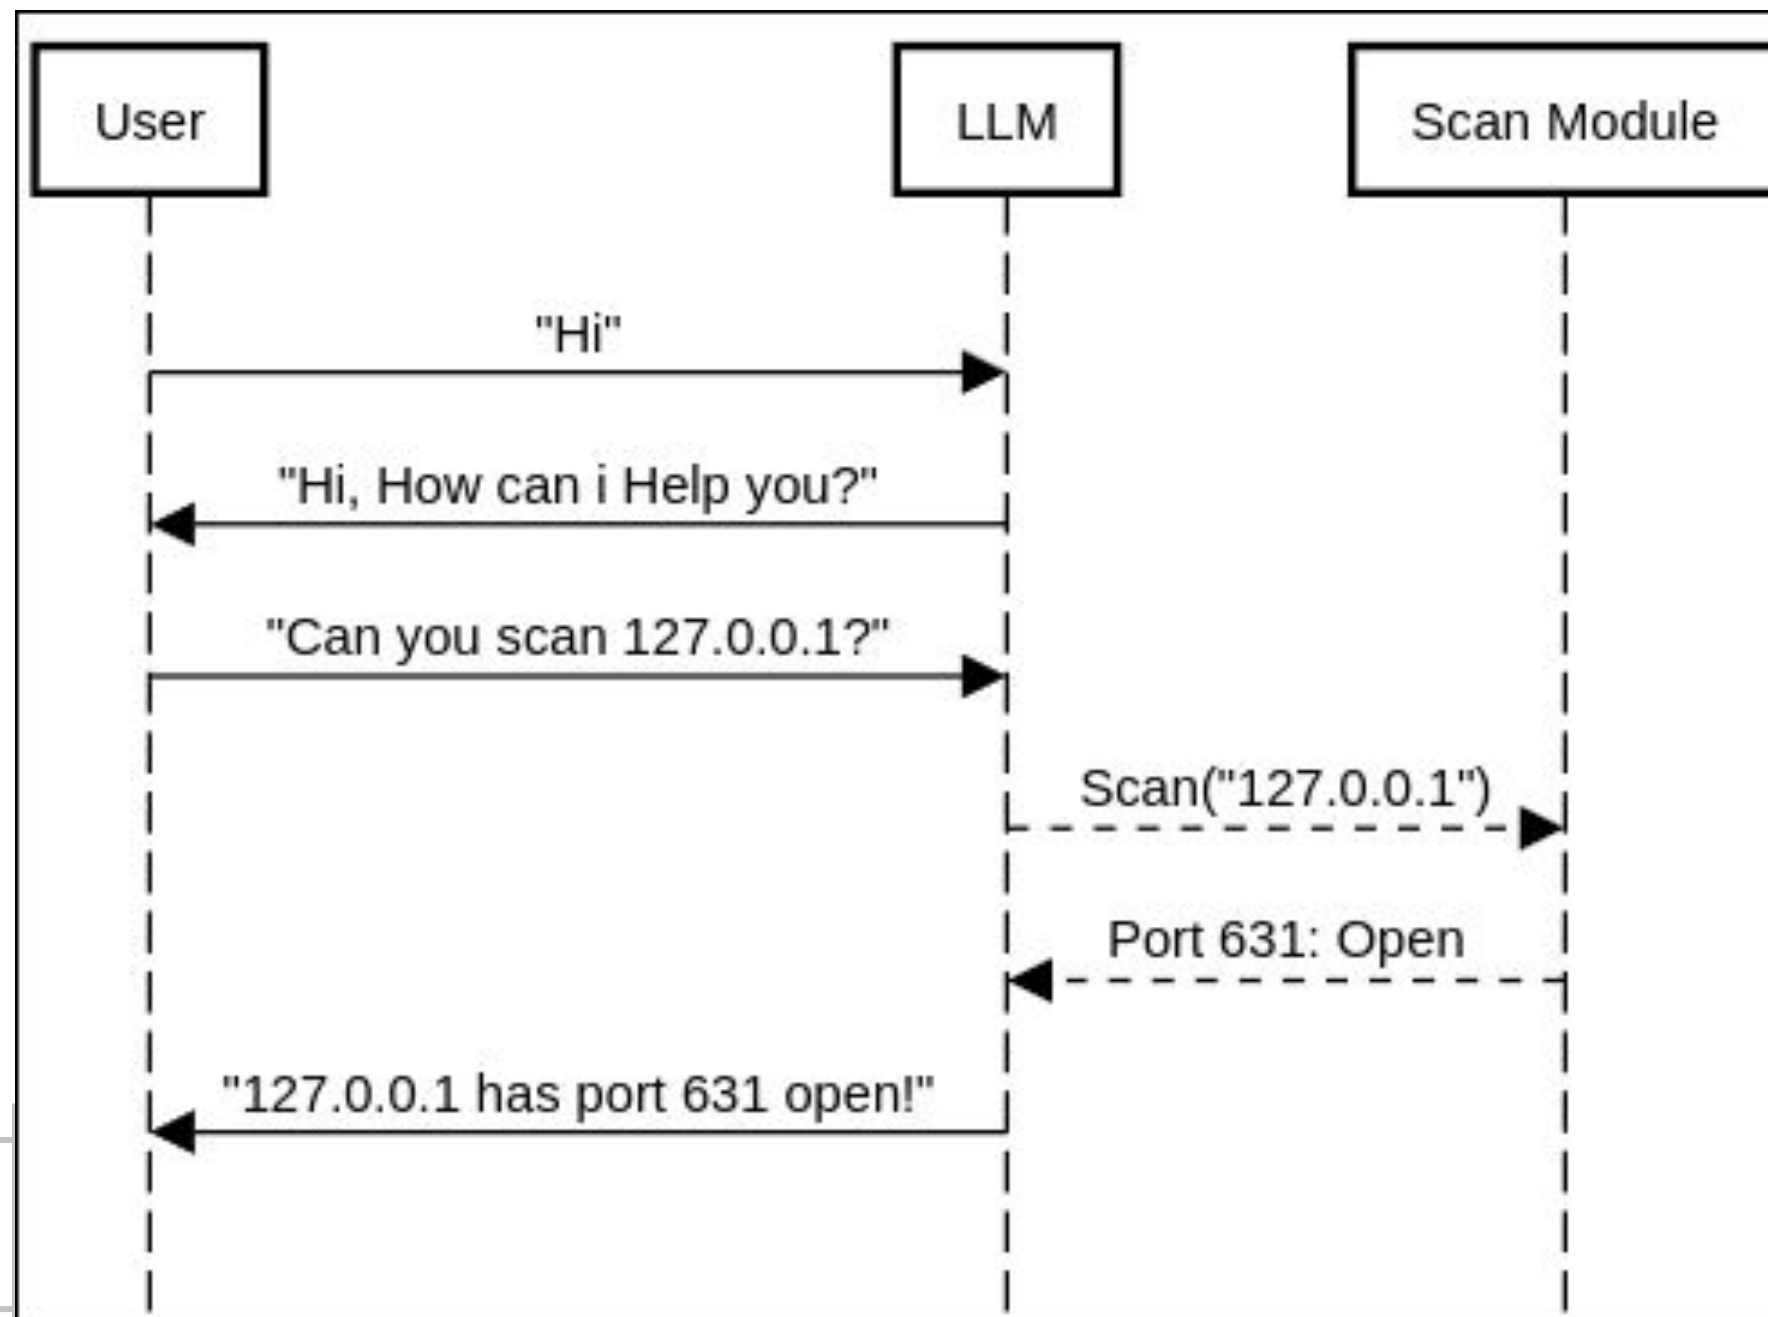 User
LLM
Scan Module
"Hi"
"Hi, How can i Help you?"
"Can you scan 127.0.0.1?"
Scan("127.0.0.1")
Port 631: Open
"127.0.0.1 has port 631 open!"